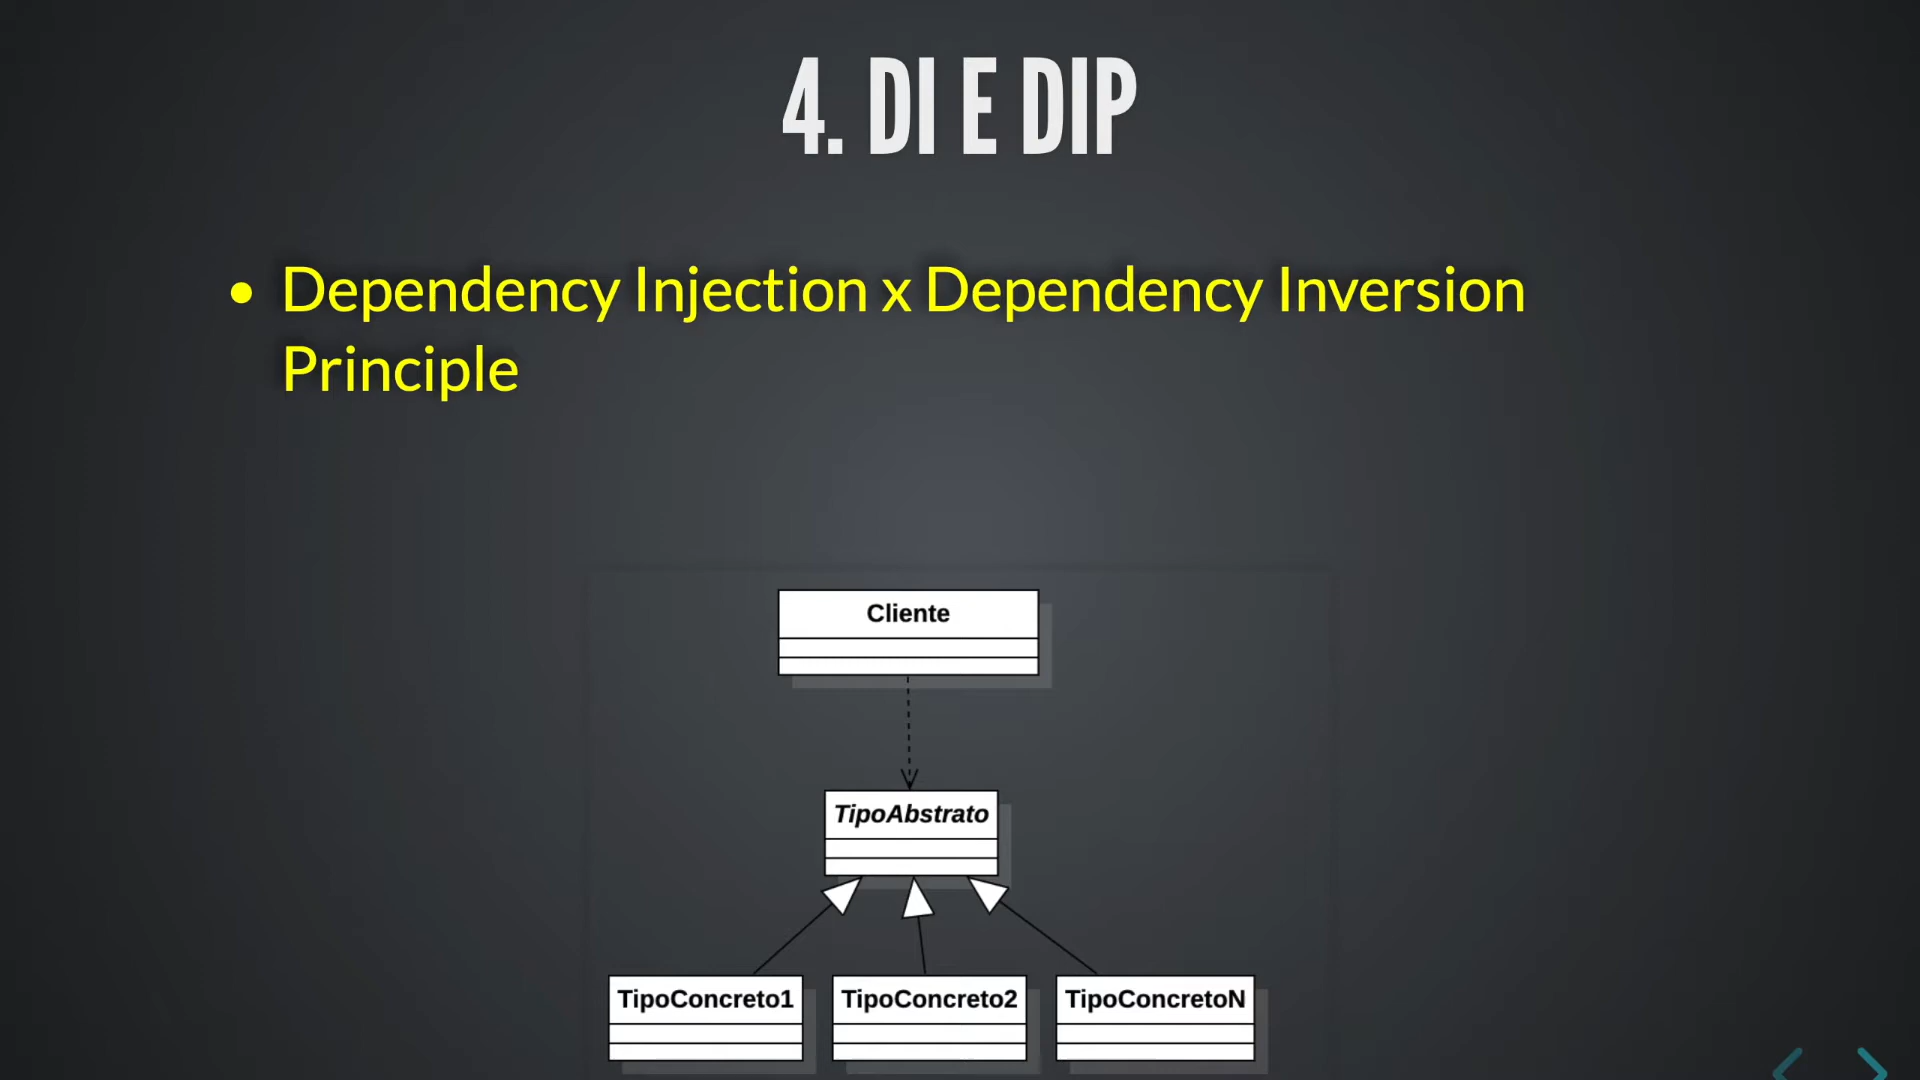 4. DI E DIP
• Dependency Injection x Dependency Inversion
Principle
Cliente
TipoAbstrato
TipoConcreto1
TipoConcreto2
TipoConcretoN